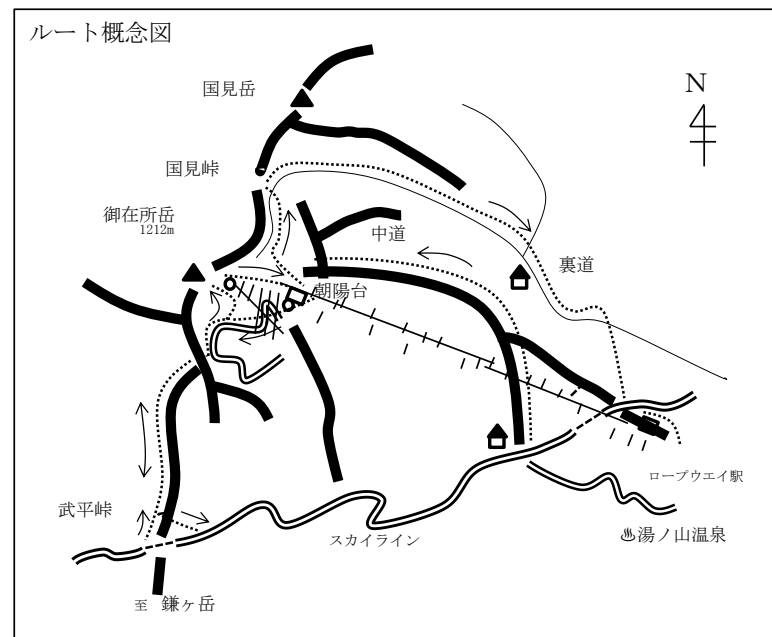 ルート概念図
国見岳
N
国見峠
御在所岳
1212m
中道
裏道
朝陽台
ロープウエイ駅
武平峠
スカイライン
♨湯ノ山温泉
至 鎌ヶ岳